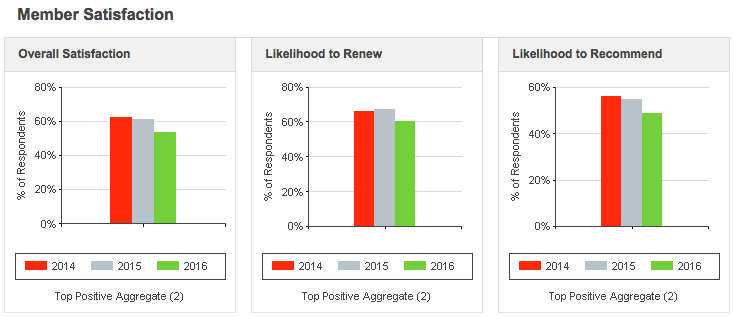 Member Satisfaction
Overall Satisfaction
80%
60%
40%
20%
0%
% of Respondents
2014 2015 2016
Top Positive Aggregate (2)
Likelihood to Renew
80%
60%
40%
20%
0%
% of Respondents
2014 2015 2016
Top Positive Aggregate (2)
Likelihood to Recommend
60%
40%
20%
0%
% of Respondents
2014 2015 2016
Top Positive Aggregate (2)